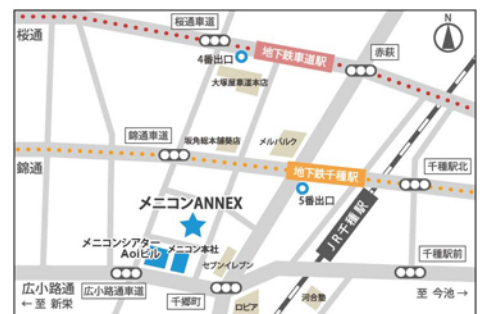 桜通
桜通車道
N
4番出口
地下鉄車道駅
赤萩
大塚屋車道本店
錦通車道
坂角総本舖葵店
メルパルク
錦通
地下鉄千種駅
千種駅北
5番出口
メニコンANNEX
JR千種駅
メニコンシアター
Aoiビル
メニコン本社
セブンイレブン
千種駅前
広小路通
←至 新栄
広小路通車道
千郷町
ロピア
河合塾
至 今池→